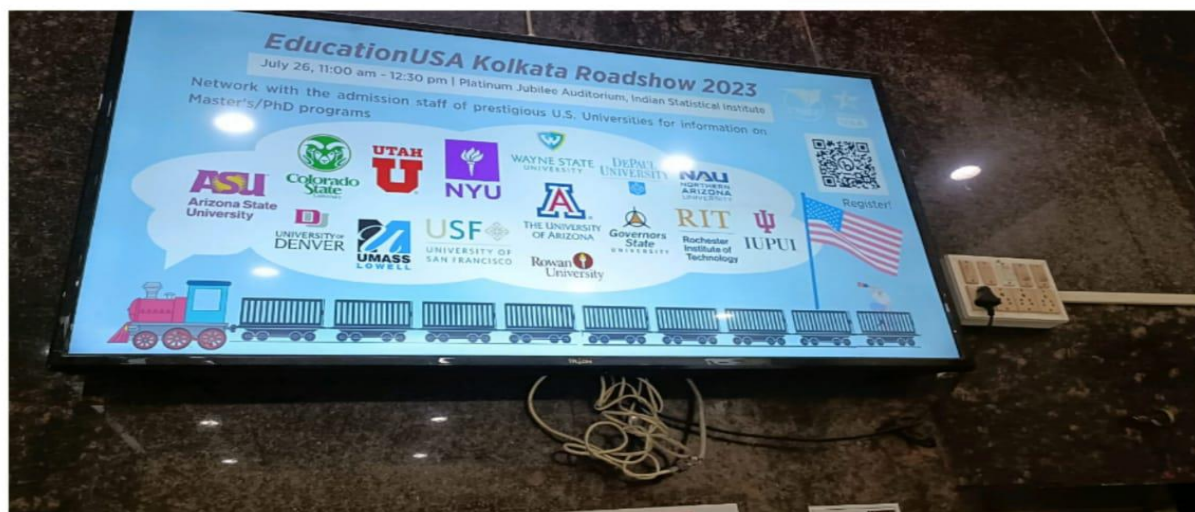 EducationUSA Kolkata Roadshow 2023
July 26, 11:00 am - 12:30 pm | Platinum Jubilee Auditorium, Indian Statistical Institute
Network with the admission staff of prestigious U.S. Universities for information on
Master's/PhD programs
ASU
Arizona State
University
Colorado
State
University
UTAH
U
NYU
W
WAYNE STATE
UNIVERSITY
DEPAUL
UNIVERSITY
NAU
NORTHERN
ARIZONA
UNIVERSITY
Register!
DU
UNIVERSITY OF
DENVER
UMASS
LOWELL
USF
UNIVERSITY OF
SAN FRANCISCO
A
THE UNIVERSITY
OF ARIZONA
Rowan
University
Governors
State
UNIVERSITY
RIT
Rochester
Institute of
Technology
IUPUI